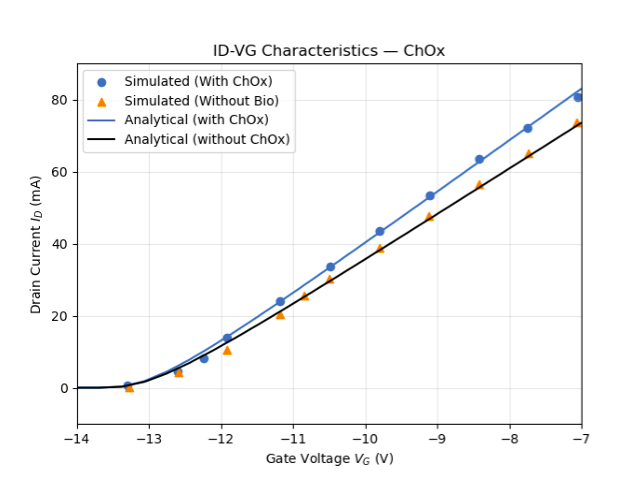 ID-VG Characteristics — ChOx
Simulated (With ChOx)
Simulated (Without Bio)
Analytical (with ChOx)
Analytical (without ChOx)
80
60
40
20
0
Drain Current I_D (mA)
−14 −13 −12 −11 −10 −9 −8 −7
Gate Voltage V_G (V)